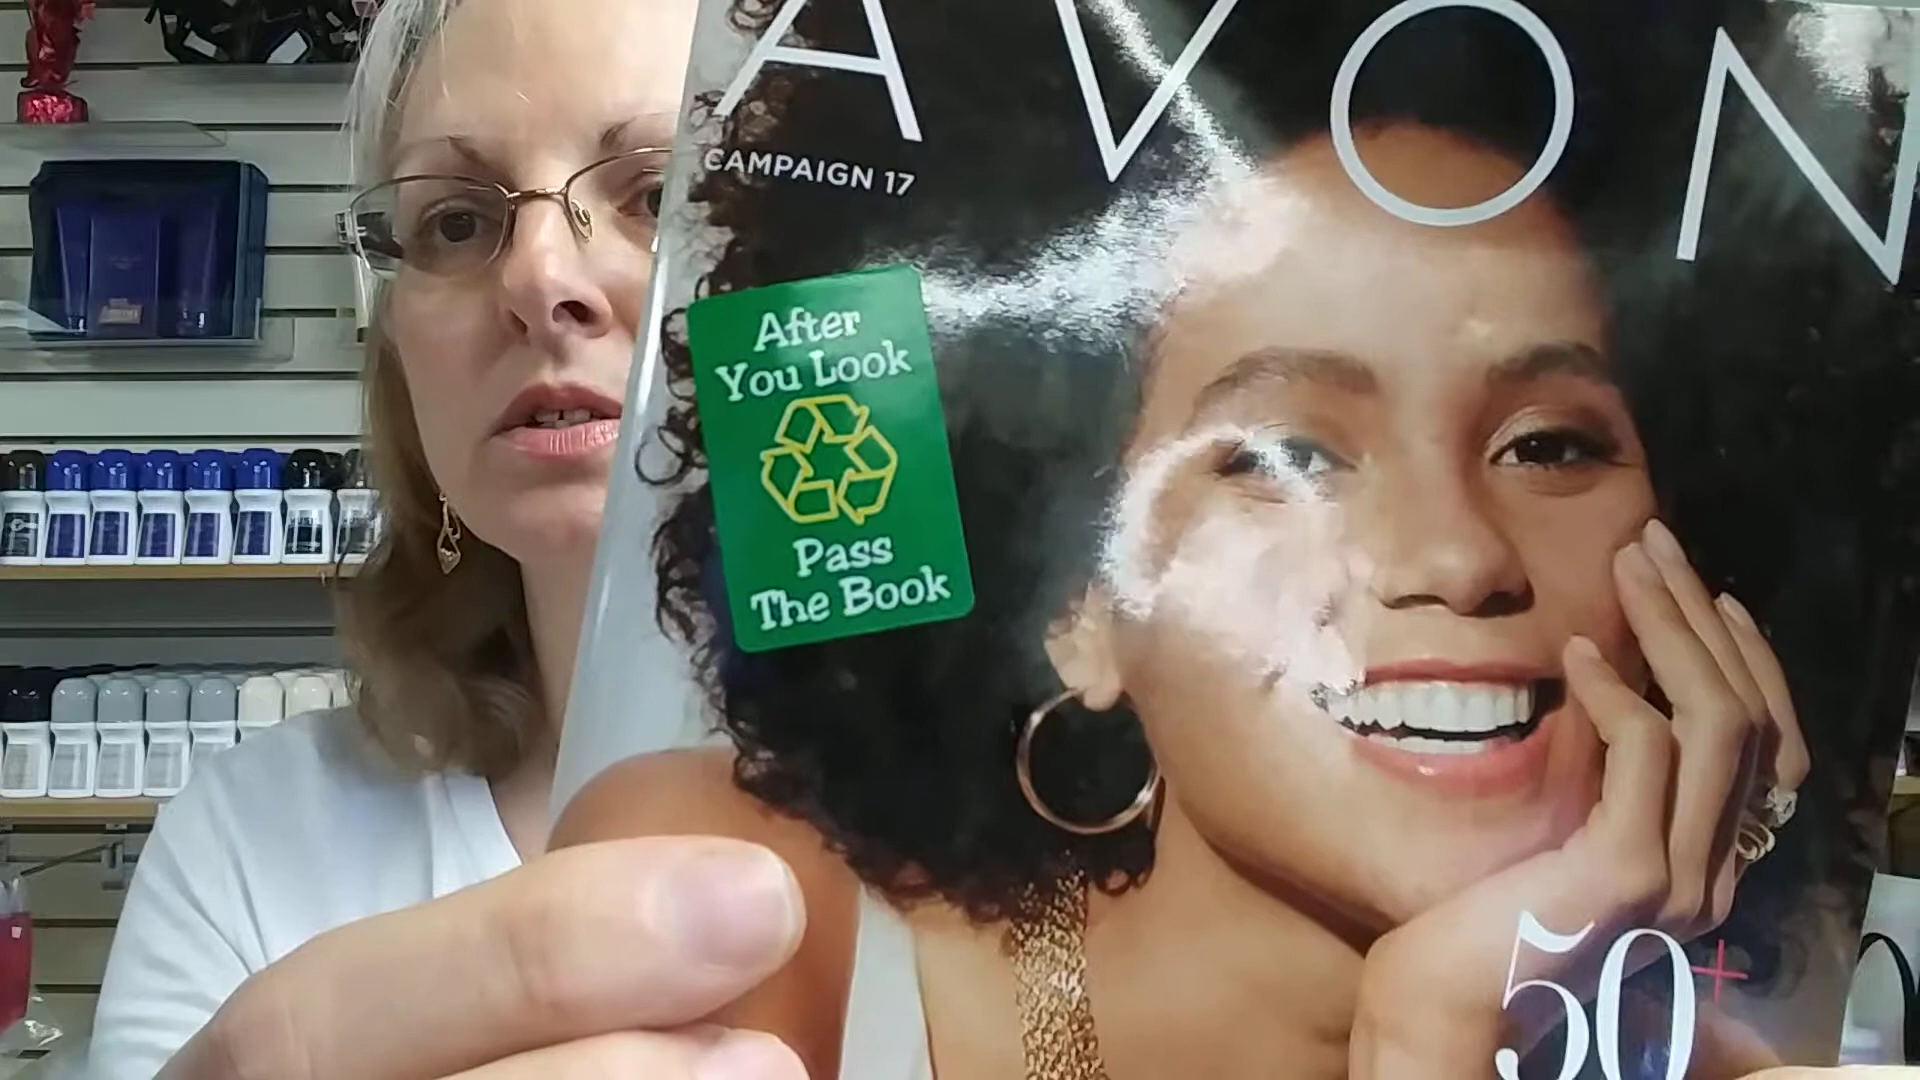 AVON
CAMPAIGN 17
After
You Look
Pass
The Book
50+